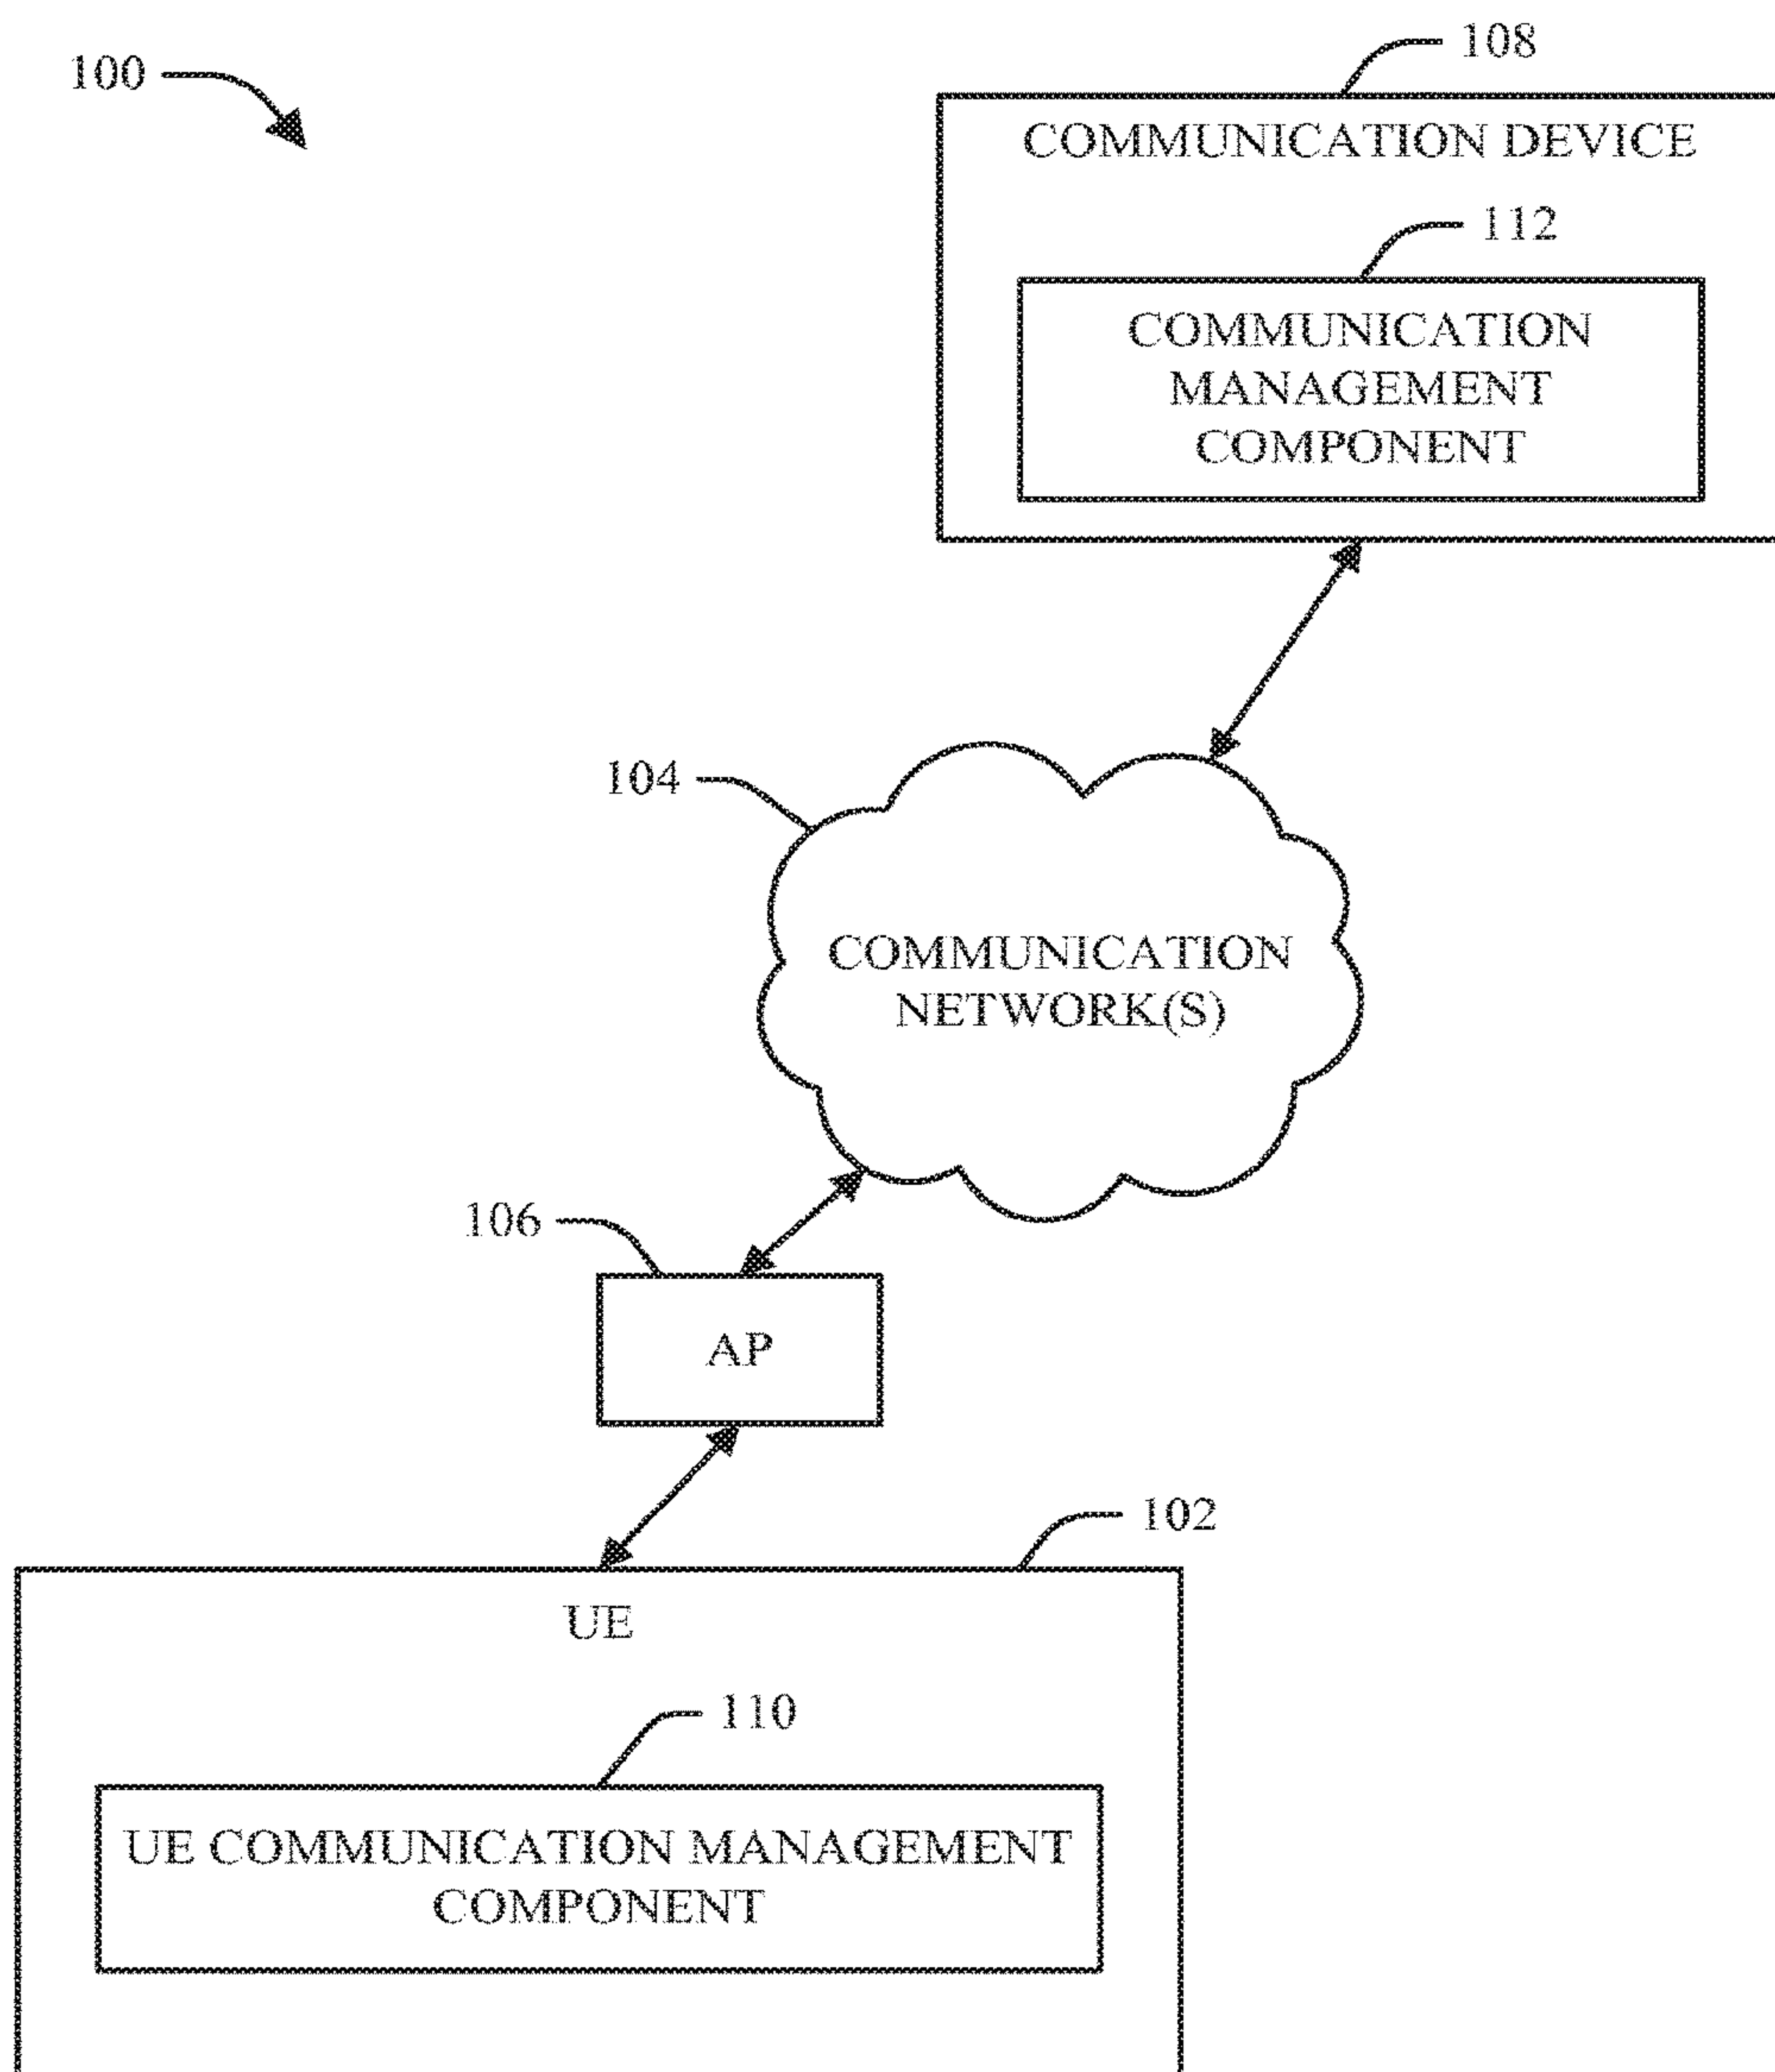 108
100
COMMUNICATION DEVICE
112
COMMUNICATION
MANAGEMENT
COMPONENT
104
COMMUNICATION
NETWORK(S)
106
AP
102
UE
110
UE COMMUNICATION MANAGEMENT
COMPONENT